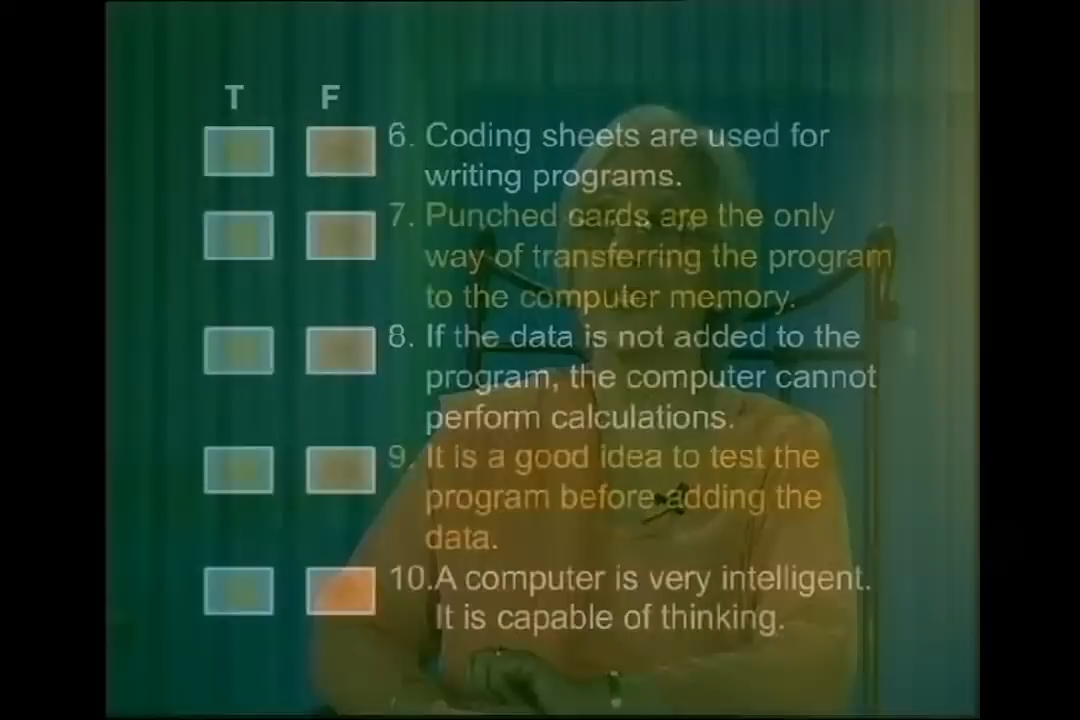 T F
6. Coding sheets are used for
writing programs.
7. Punched cards are the only
way of transferring the program
to the computer memory.
8. If the data is not added to the
program, the computer cannot
perform calculations.
9. It is a good idea to test the
program before adding the
data.
10.A computer is very intelligent.
It is capable of thinking.